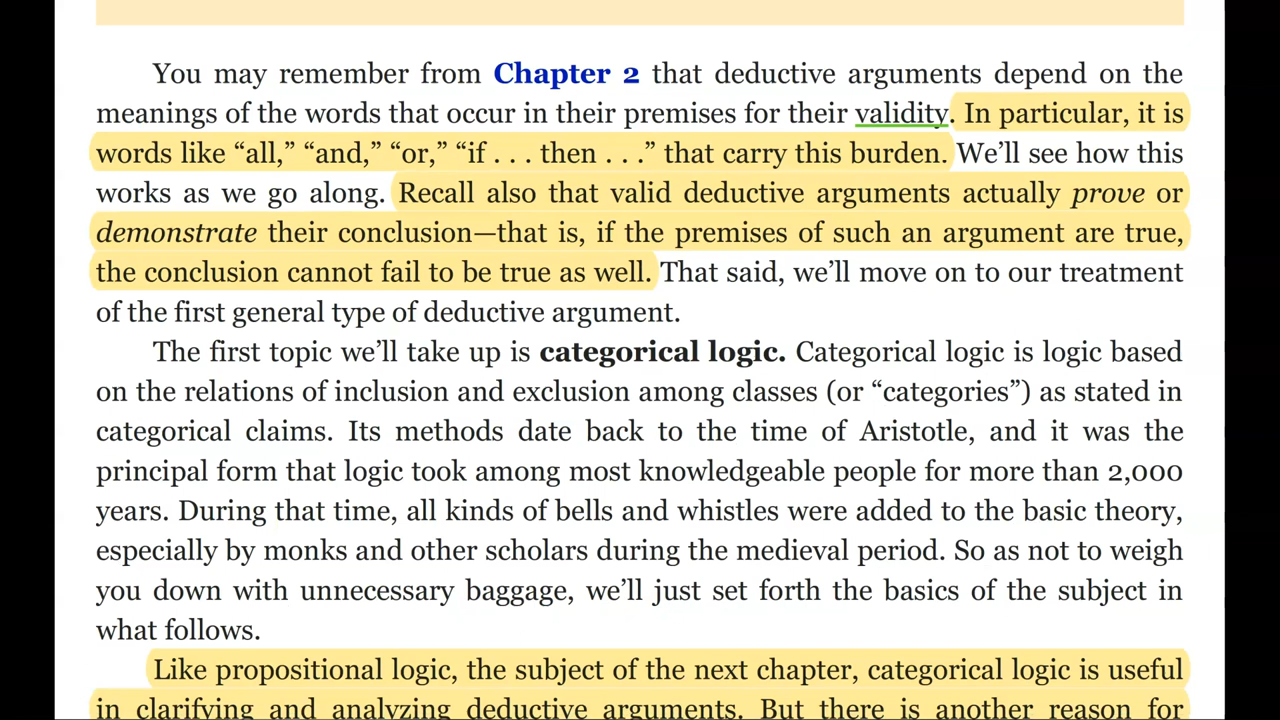 You may remember from Chapter 2 that deductive arguments depend on the
meanings of the words that occur in their premises for their validity. In particular, it is
words like “all,” “and,” “or,” “if . . . then . . .” that carry this burden. We’ll see how this
works as we go along. Recall also that valid deductive arguments actually prove or
demonstrate their conclusion—that is, if the premises of such an argument are true,
the conclusion cannot fail to be true as well. That said, we’ll move on to our treatment
of the first general type of deductive argument.
The first topic we’ll take up is categorical logic. Categorical logic is logic based
on the relations of inclusion and exclusion among classes (or “categories”) as stated in
categorical claims. Its methods date back to the time of Aristotle, and it was the
principal form that logic took among most knowledgeable people for more than 2,000
years. During that time, all kinds of bells and whistles were added to the basic theory,
especially by monks and other scholars during the medieval period. So as not to weigh
you down with unnecessary baggage, we’ll just set forth the basics of the subject in
what follows.
Like propositional logic, the subject of the next chapter, categorical logic is useful
in clarifying and analyzing deductive arguments. But there is another reason for